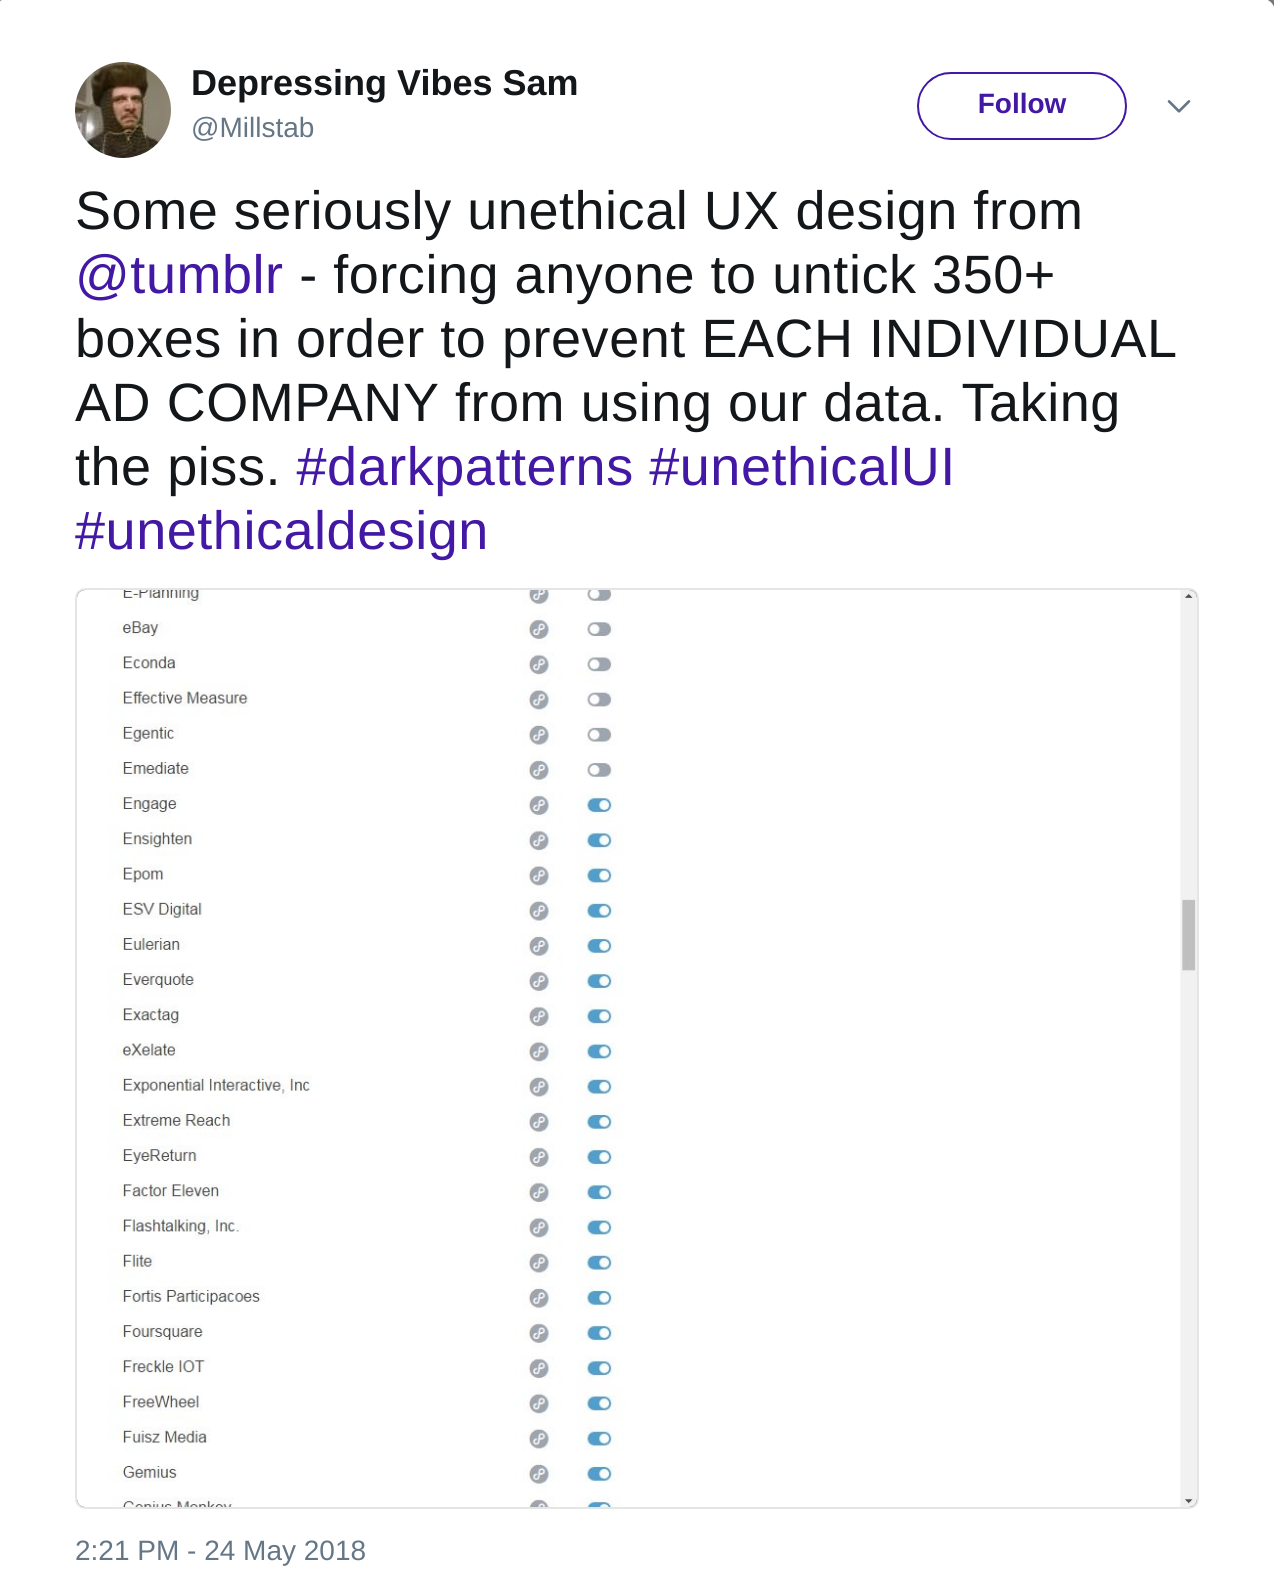 Depressing Vibes Sam
@Millstab
Follow
Some seriously unethical UX design from
@tumblr - forcing anyone to untick 350+
boxes in order to prevent EACH INDIVIDUAL
AD COMPANY from using our data. Taking
the piss. #darkpatterns #unethicalUI
#unethicaldesign
E-Planning
eBay
Econda
Effective Measure
Egentic
Emediate
Engage
Ensighten
Epom
ESV Digital
Eulerian
Everquote
Exactag
eXelate
Exponential Interactive, Inc
Extreme Reach
EyeReturn
Factor Eleven
Flashtalking, Inc.
Flite
Fortis Participacoes
Foursquare
Freckle IOT
FreeWheel
Fuisz Media
Gemius
Genius Monkey
2:21 PM - 24 May 2018